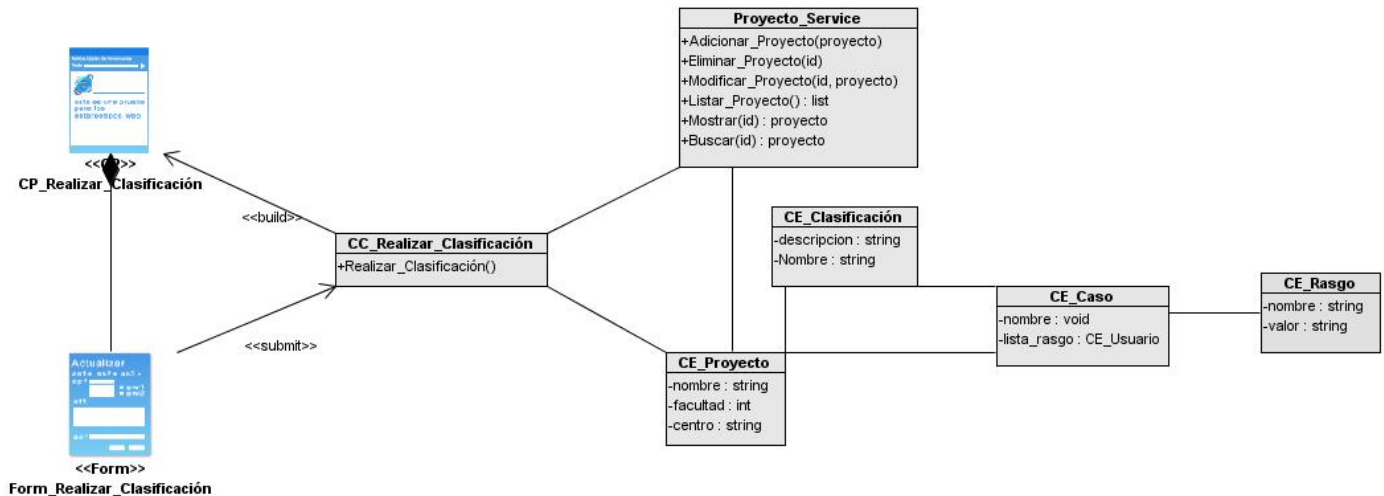 Proyecto_Service
+Adicionar_Proyecto(proyecto)
+Eliminar_Proyecto(id)
+Modificar_Proyecto(id, proyecto)
+Listar_Proyecto() : list
+Mostrar(id) : proyecto
+Buscar(id) : proyecto
CP_Realizar_Clasificación
<<build>>
CC_Realizar_Clasificación
+Realizar_Clasificación()
<<submit>>
CE_Clasificación
-descripcion : string
-Nombre : string
CE_Caso
-nombre : void
-lista_rasgo : CE_Usuario
CE_Rasgo
-nombre : string
-valor : string
CE_Proyecto
-nombre : string
-facultad : int
-centro : string
Actualizar
<<Form>>
Form_Realizar_Clasificación